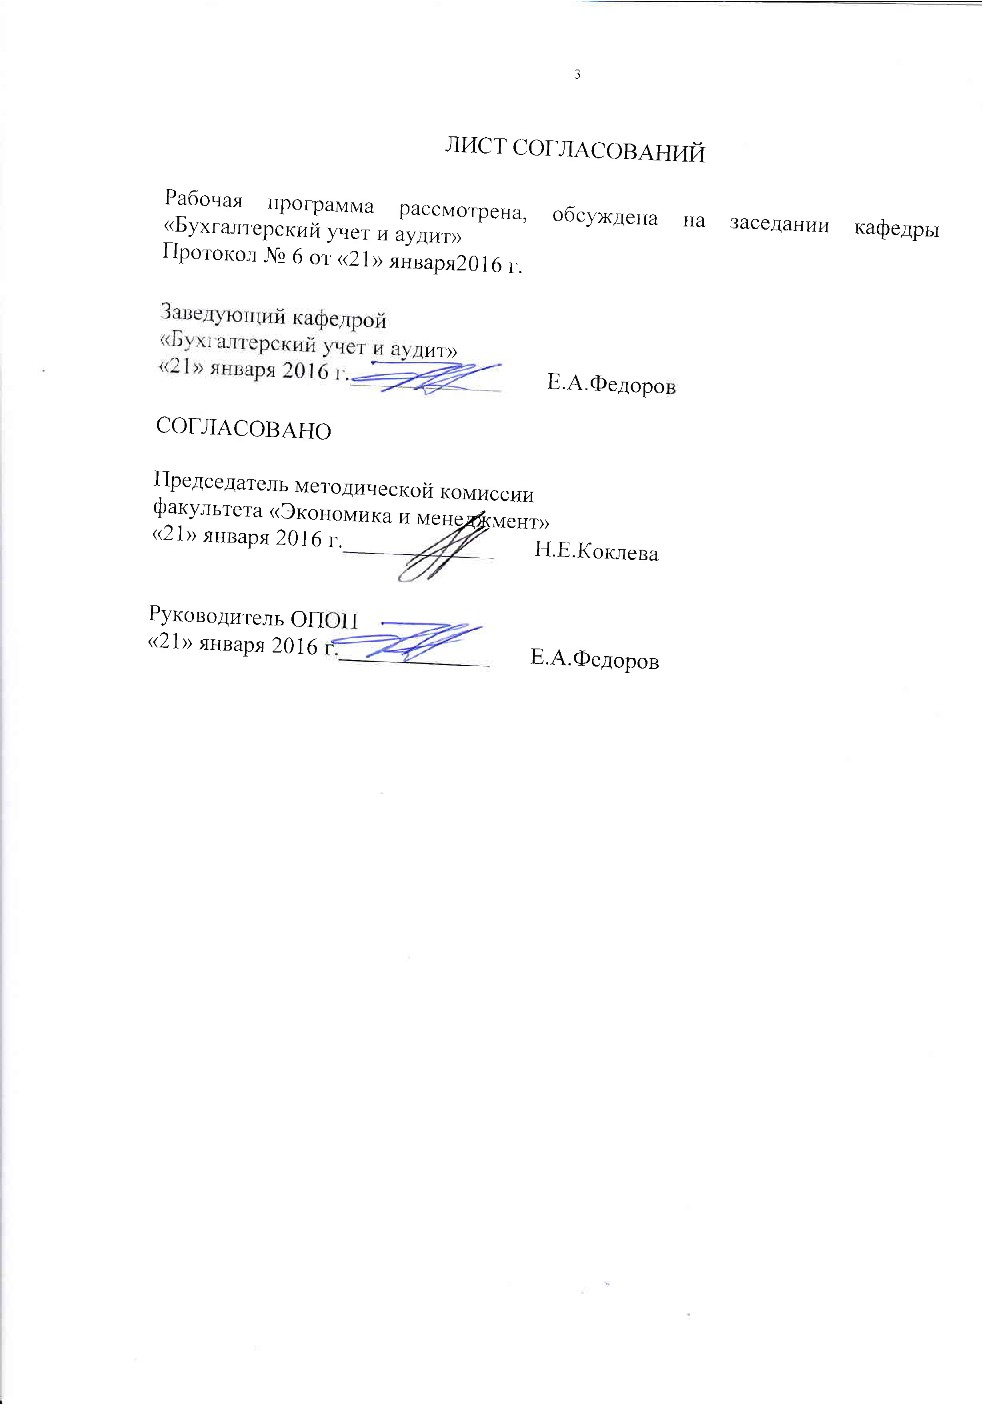 3
ЛИСТ СОГЛАСОВАНИЙ
Рабочая программа рассмотрена, обсуждена на заседании кафедры
«Бухгалтерский учет и аудит»
Протокол № 6 от «21» января2016 г.
Заведующий кафедрой
«Бухгалтерский учет и аудит»
«21» января 2016 г. Е.А.Федоров
СОГЛАСОВАНО
Председатель методической комиссии
факультета «Экономика и менеджмент»
«21» января 2016 г. Н.Е.Коклева
Руководитель ОПОП
«21» января 2016 г. Е.А.Федоров